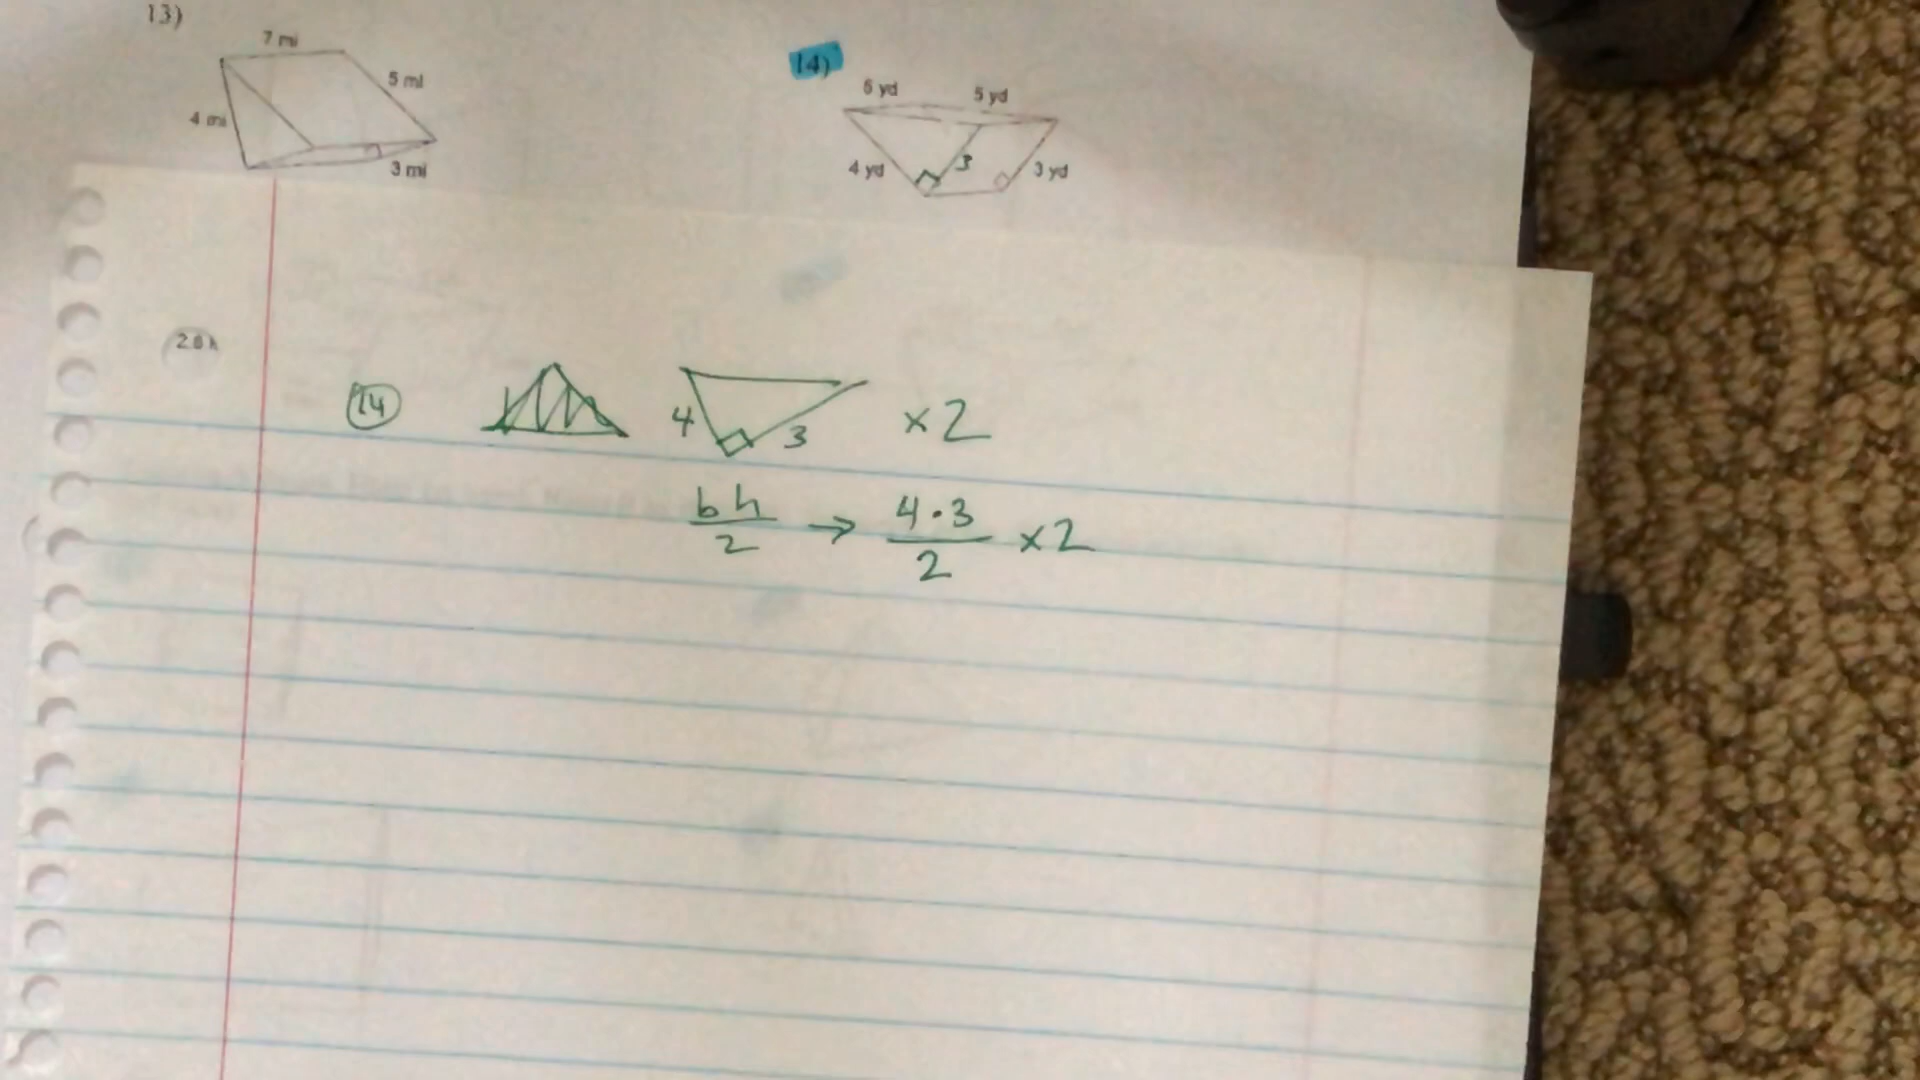 13)
7 mi
5 mi
4 mi
3 mi
14)
6 yd
5 yd
4 yd
3
3 yd
14
4
3
×2
bh/2 → 4·3/2 ×2